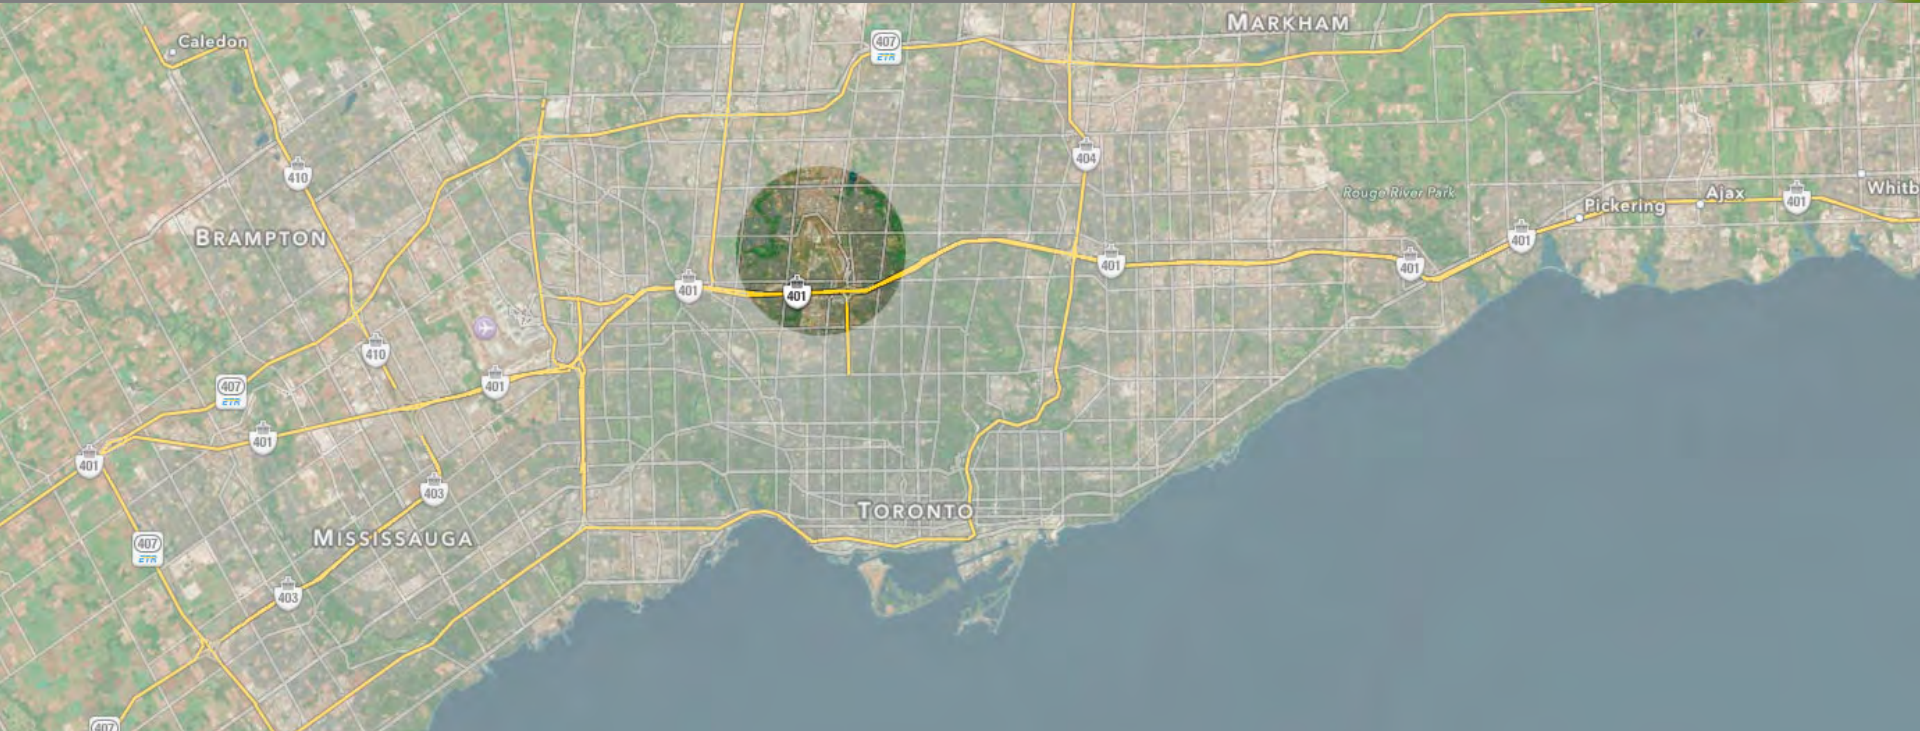 MARKHAM
Caledon
407
ETR
410
404
Rouge River Park
Pickering
Ajax
401
Whitb
BRAMPTON
401
401
401
401
401
410
407
ETR
401
401
401
403
TORONTO
MISSISSAUGA
407
ETR
403
407